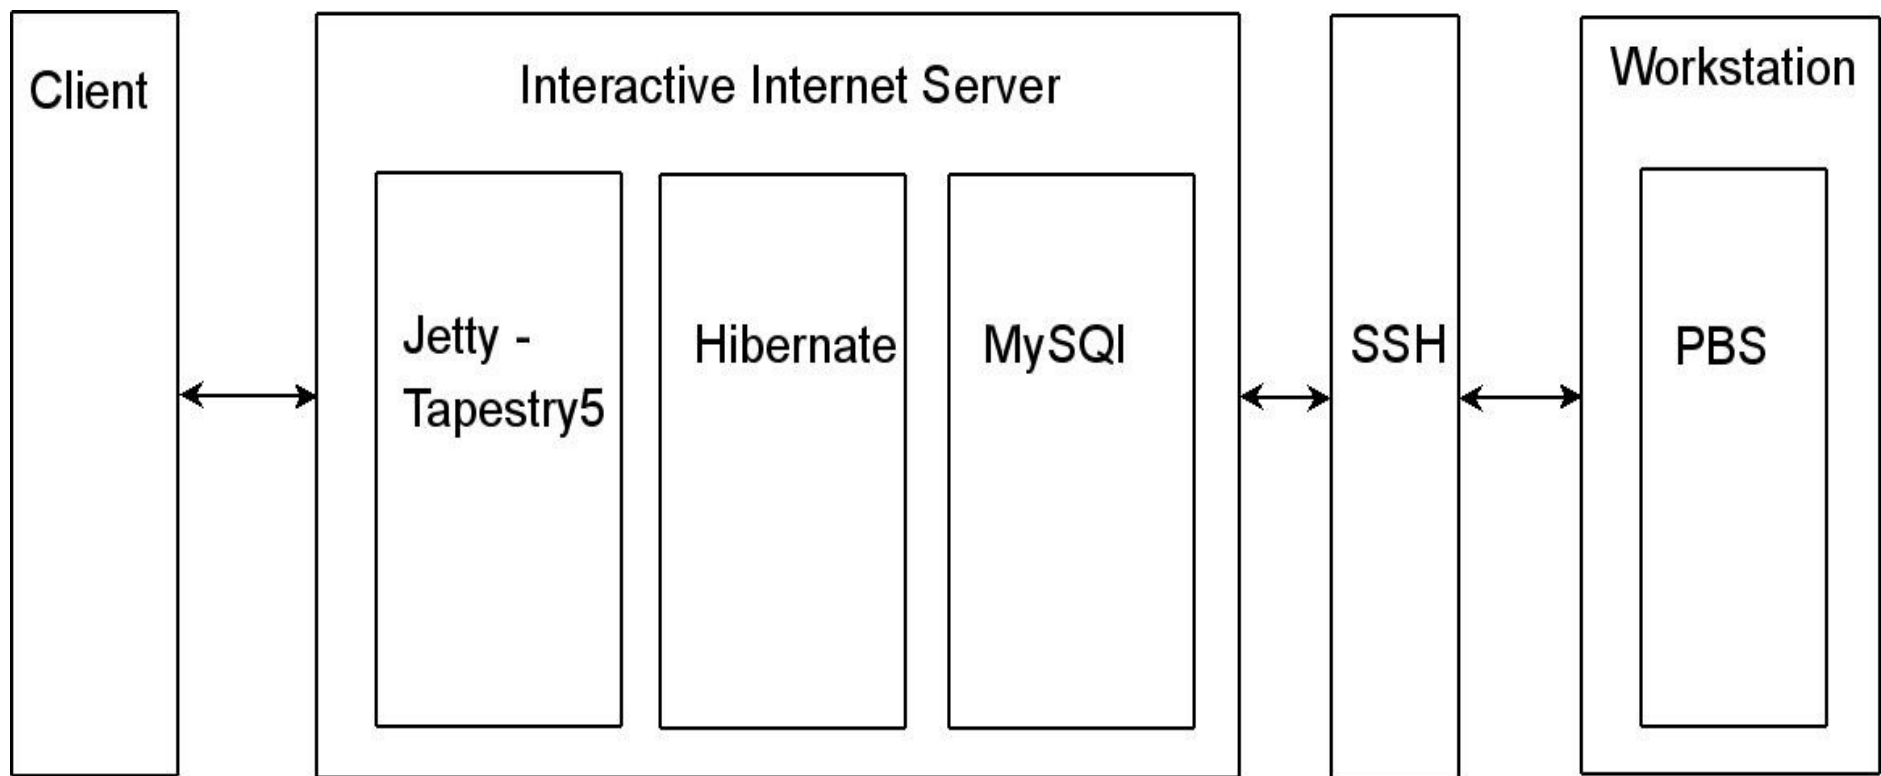 Client
Interactive Internet Server
Workstation
Jetty -
Tapestry5
Hibernate
MySQl
SSH
PBS